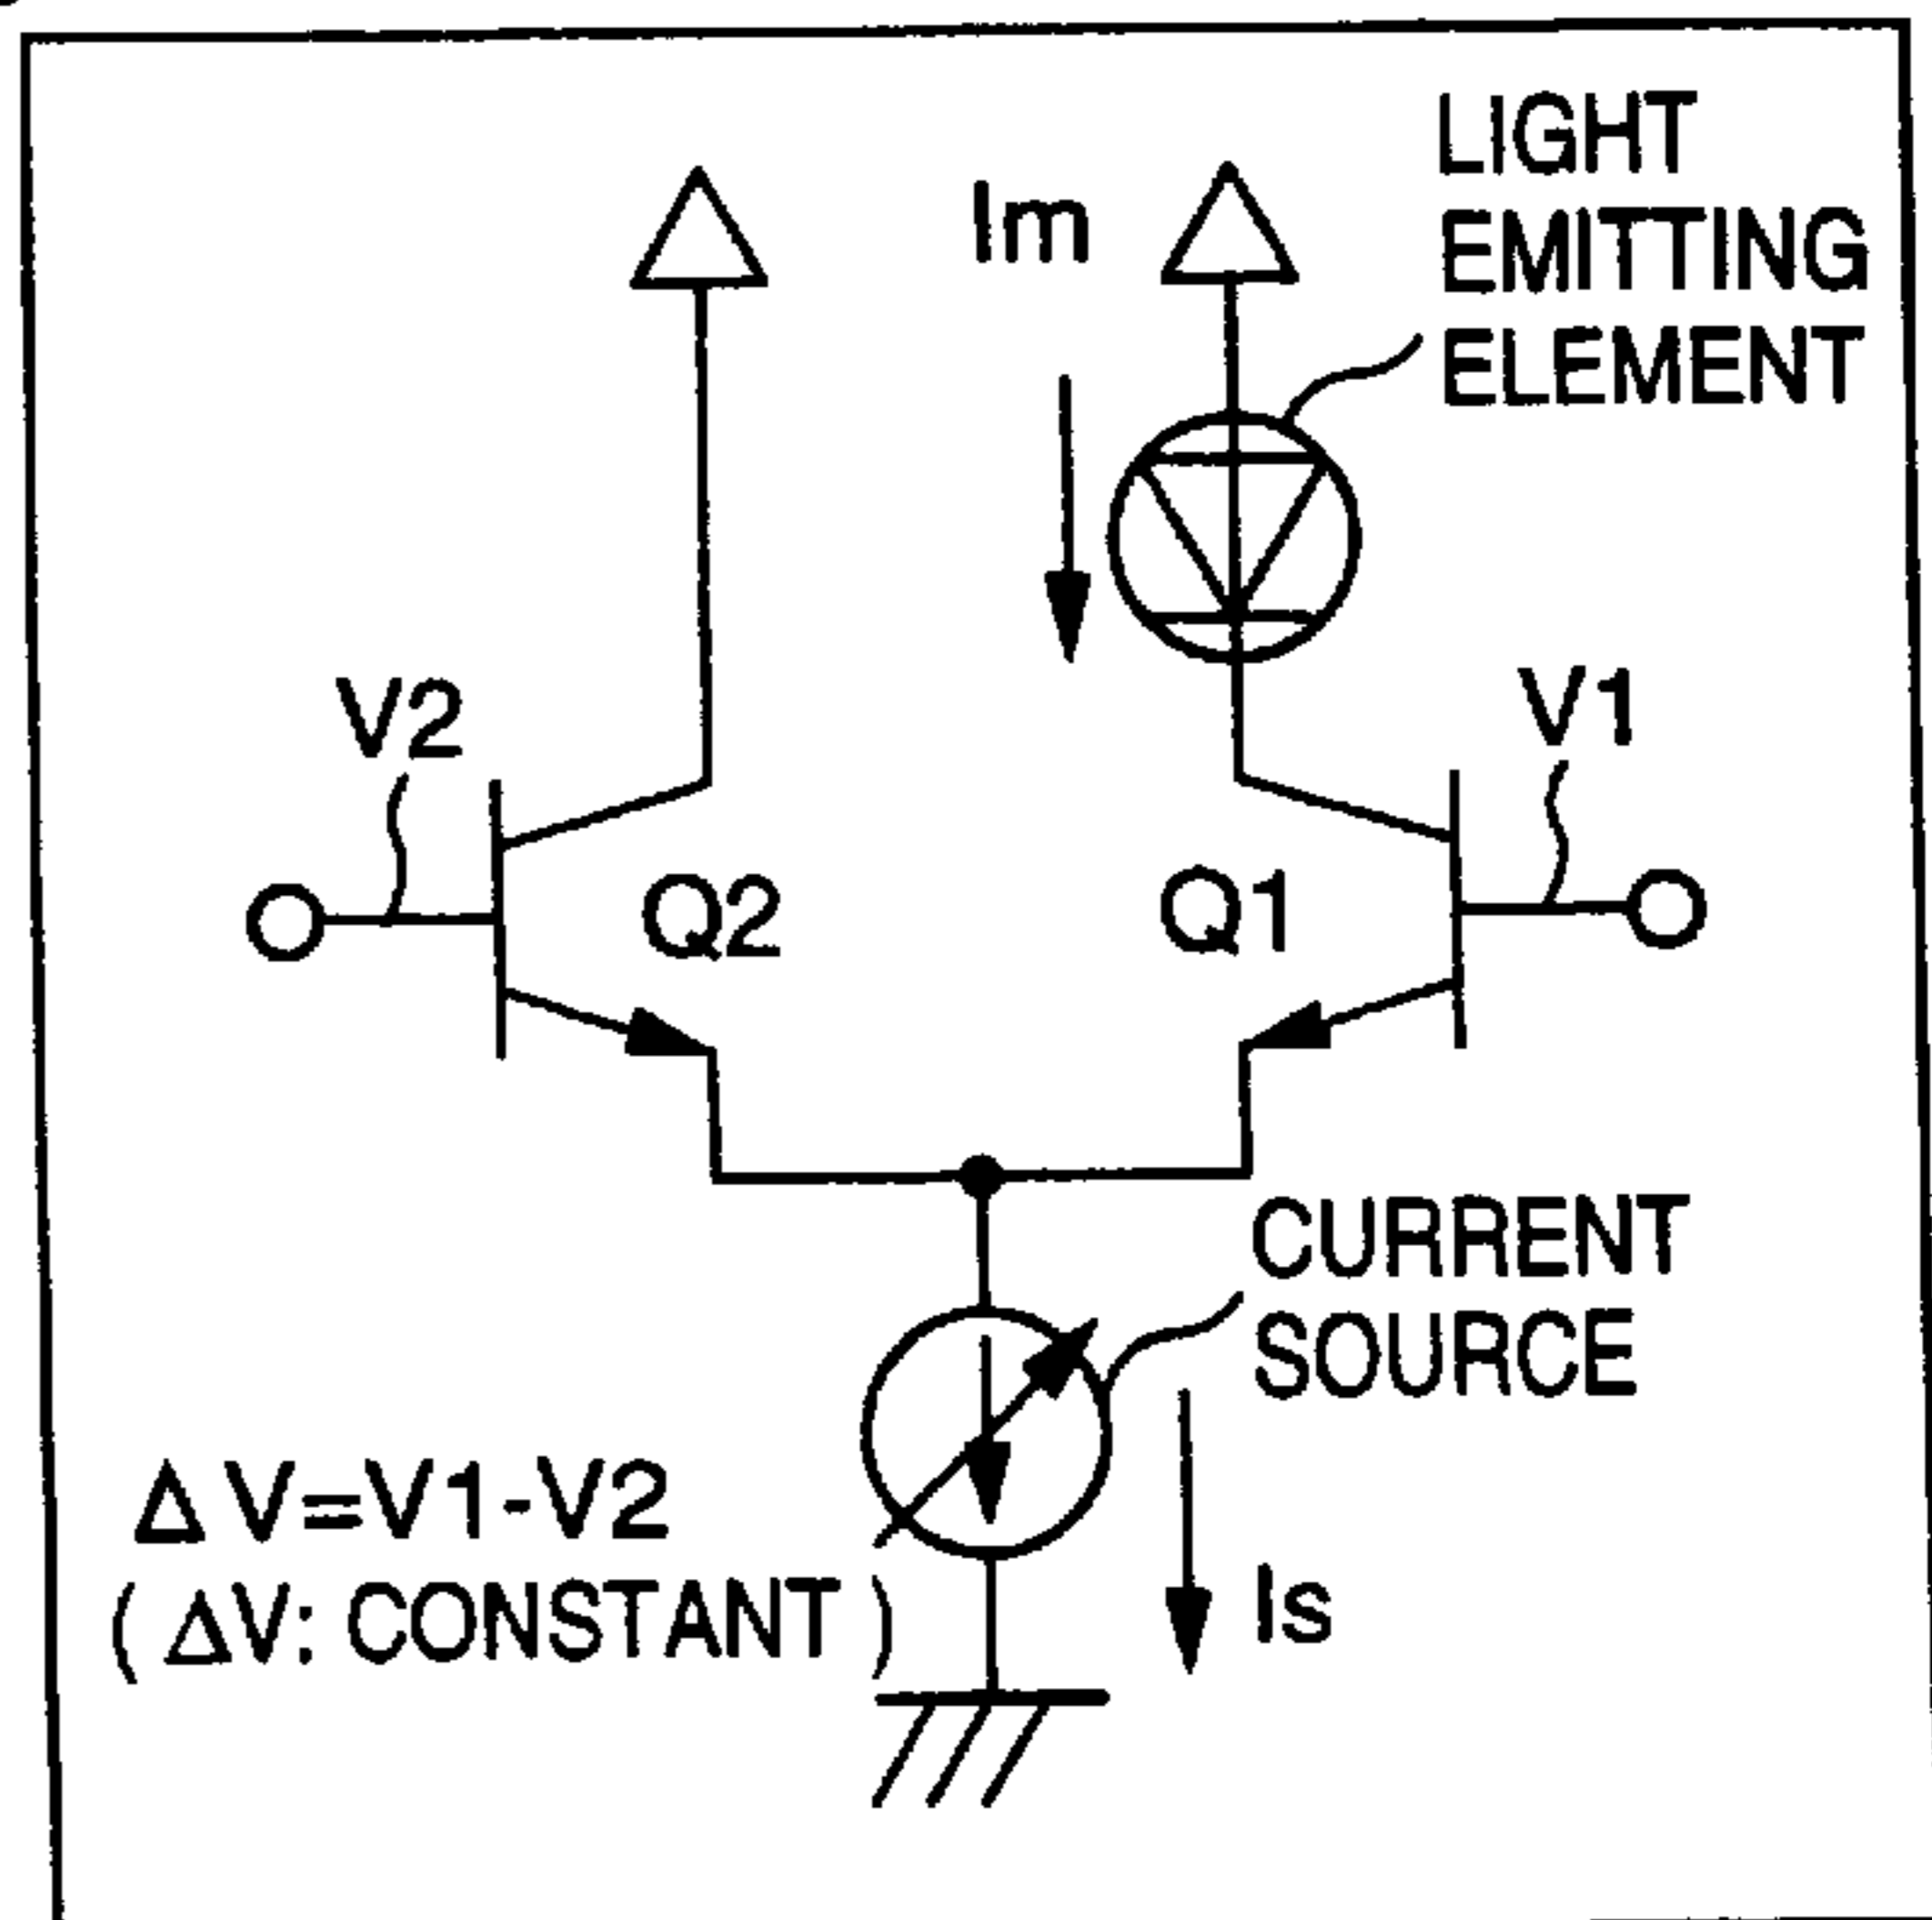 LIGHT
EMITTING
ELEMENT
Im
V2
V1
Q2
Q1
CURRENT
SOURCE
ΔV=V1-V2
(ΔV: CONSTANT)
Is